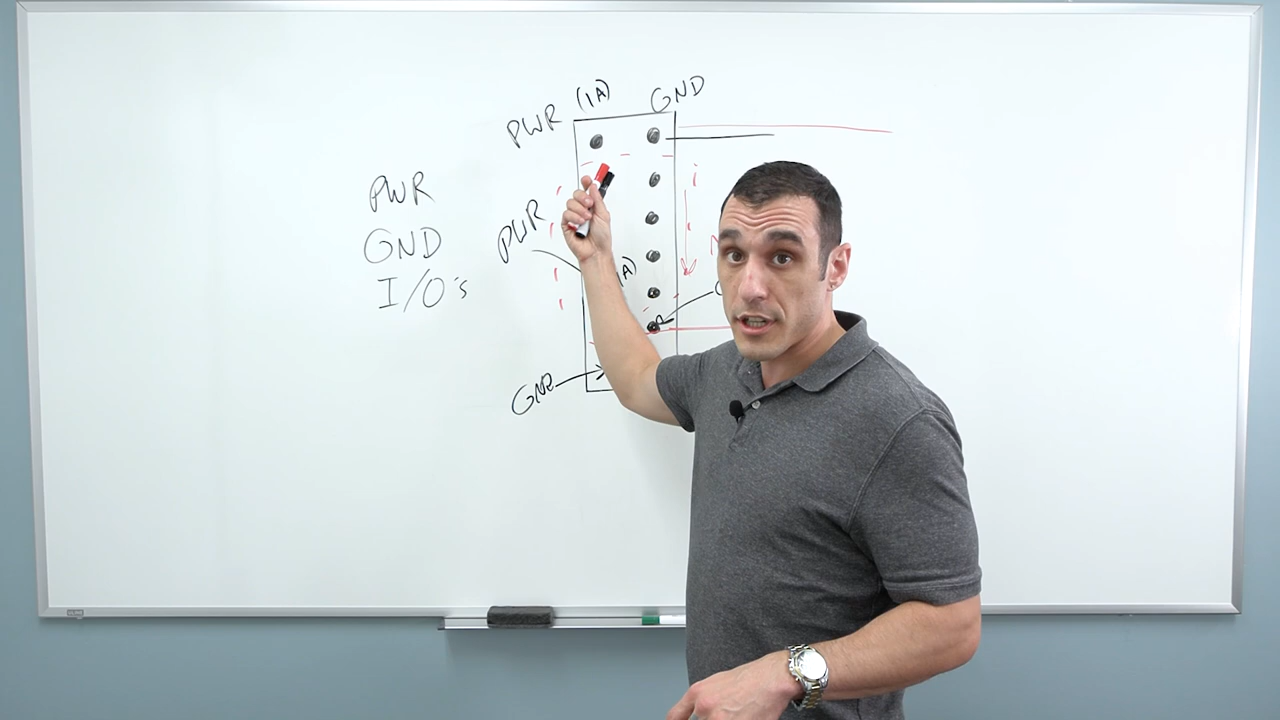 (1A) GND
PWR
PWR
GND
I/O's
PWR
A)
GND